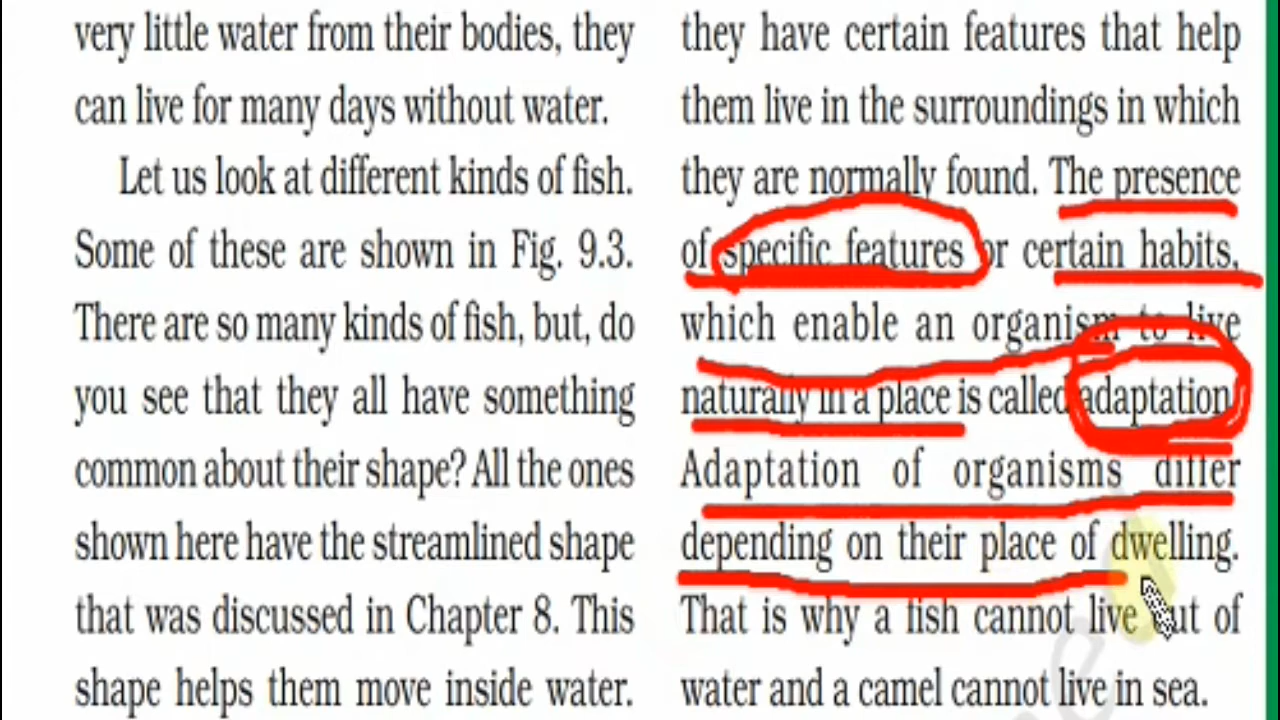 very little water from their bodies, they
can live for many days without water.
Let us look at different kinds of fish.
Some of these are shown in Fig. 9.3.
There are so many kinds of fish, but, do
you see that they all have something
common about their shape? All the ones
shown here have the streamlined shape
that was discussed in Chapter 8. This
shape helps them move inside water.
they have certain features that help
them live in the surroundings in which
they are normally found. The presence
of specific features or certain habits,
which enable an organism to live
naturally in a place is called adaptation
Adaptation of organisms differ
depending on their place of dwelling.
That is why a fish cannot live out of
water and a camel cannot live in sea.